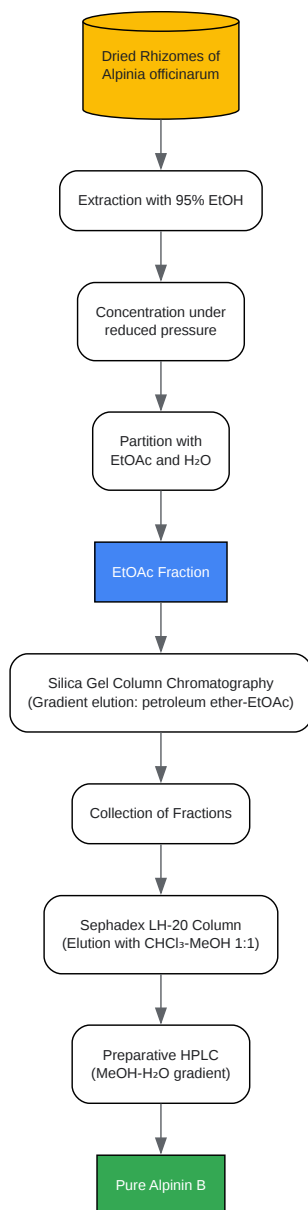 Dried Rhizomes of
Alpinia officinarum
Extraction with 95% EtOH
Concentration under
reduced pressure
Partition with
EtOAc and H₂O
EtOAc Fraction
Silica Gel Column Chromatography
(Gradient elution: petroleum ether-EtOAc)
Collection of Fractions
Sephadex LH-20 Column
(Elution with CHCl₃-MeOH 1:1)
Preparative HPLC
(MeOH-H₂O gradient)
Pure Alpinin B